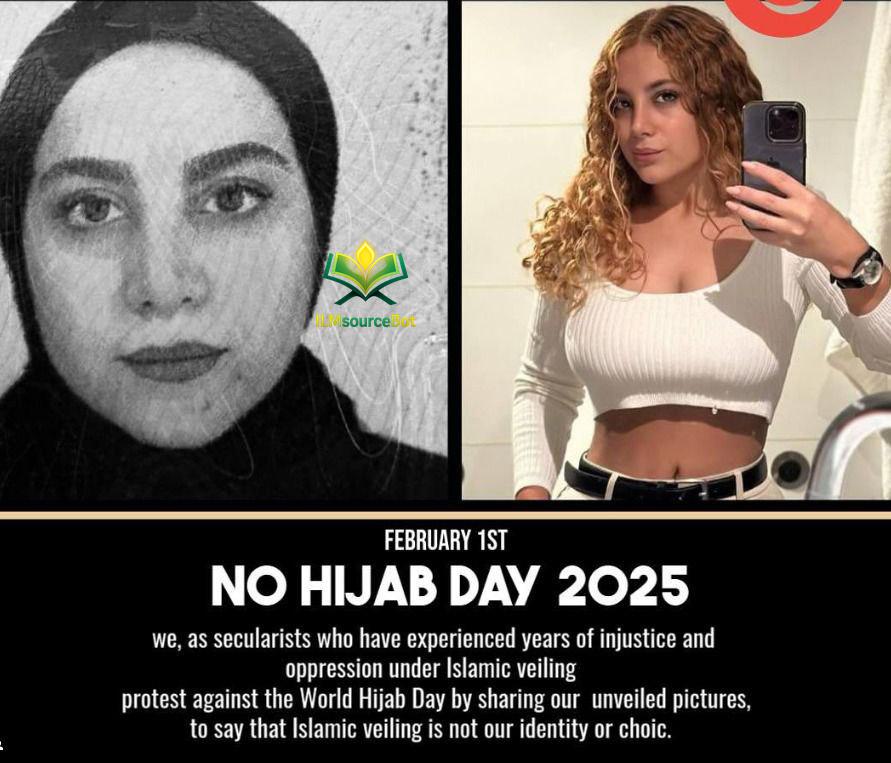 ILMsourceBot
FEBRUARY 1ST
NO HIJAB DAY 2025
we, as secularists who have experienced years of injustice and
oppression under Islamic veiling
protest against the World Hijab Day by sharing our unveiled pictures,
to say that Islamic veiling is not our identity or choic.